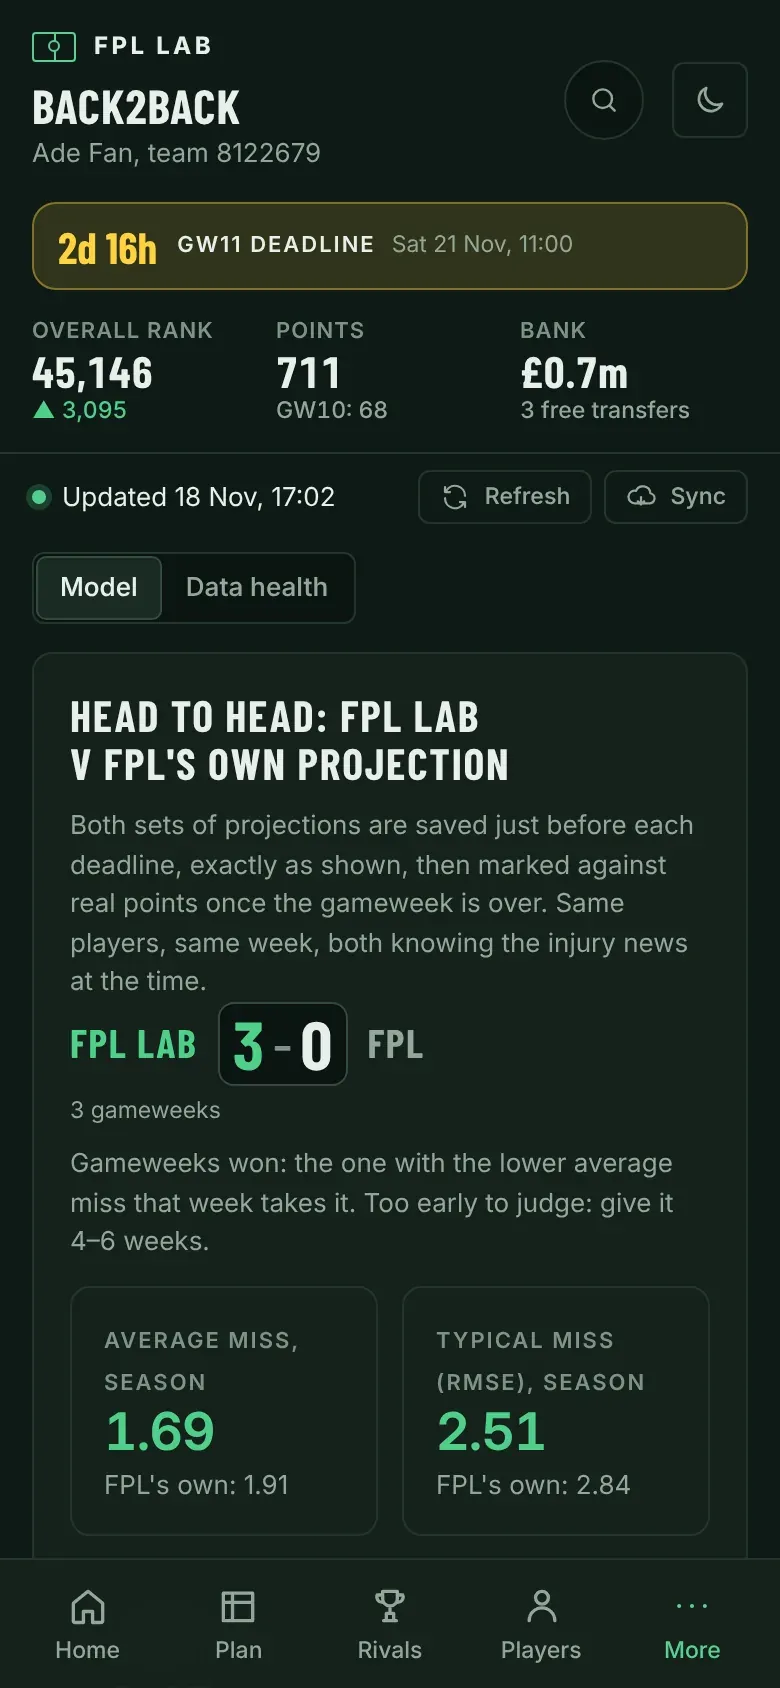 FPL LAB
BACK2BACK
Ade Fan, team 8122679
2d 16h GW11 DEADLINE Sat 21 Nov, 11:00
OVERALL RANK POINTS BANK
45,146 711 £0.7m
▲ 3,095 GW10: 68 3 free transfers
Updated 18 Nov, 17:02 Refresh Sync
Model Data health
HEAD TO HEAD: FPL LAB
V FPL'S OWN PROJECTION
Both sets of projections are saved just before each
deadline, exactly as shown, then marked against
real points once the gameweek is over. Same
players, same week, both knowing the injury news
at the time.
FPL LAB 3 – 0 FPL
3 gameweeks
Gameweeks won: the one with the lower average
miss that week takes it. Too early to judge: give it
4–6 weeks.
AVERAGE MISS,
SEASON
1.69
FPL's own: 1.91
TYPICAL MISS
(RMSE), SEASON
2.51
FPL's own: 2.84
Home Plan Rivals Players More